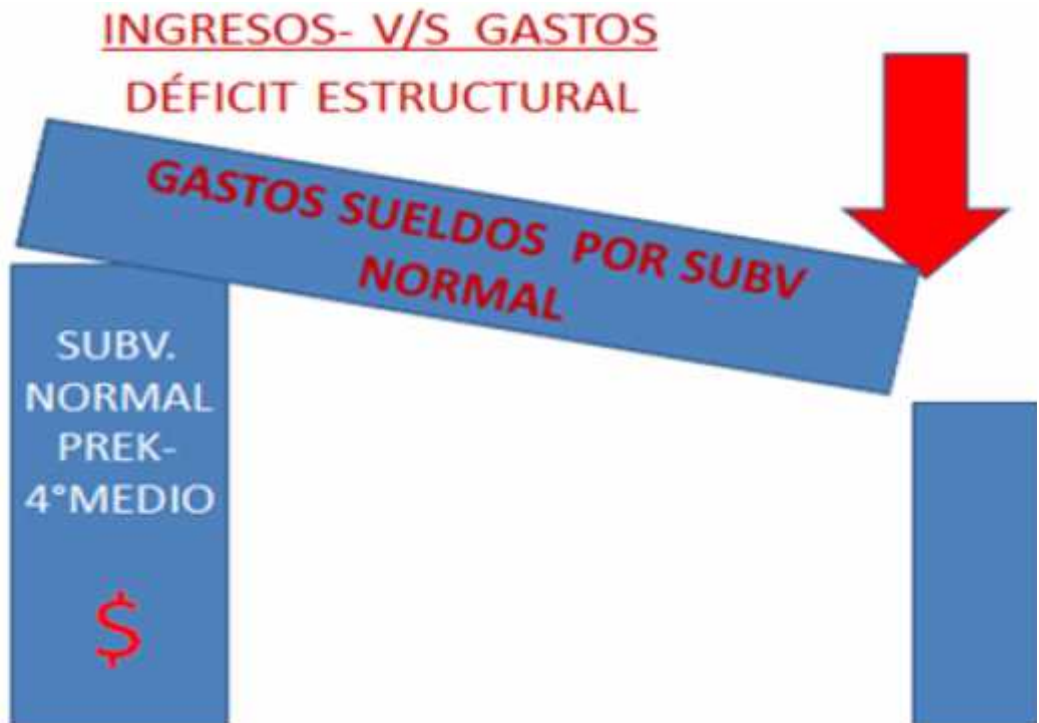 INGRESOS- V/S GASTOS
DÉFICIT ESTRUCTURAL
GASTOS SUELDOS POR SUBV
NORMAL
SUBV.
NORMAL
PREK-
4°MEDIO
$